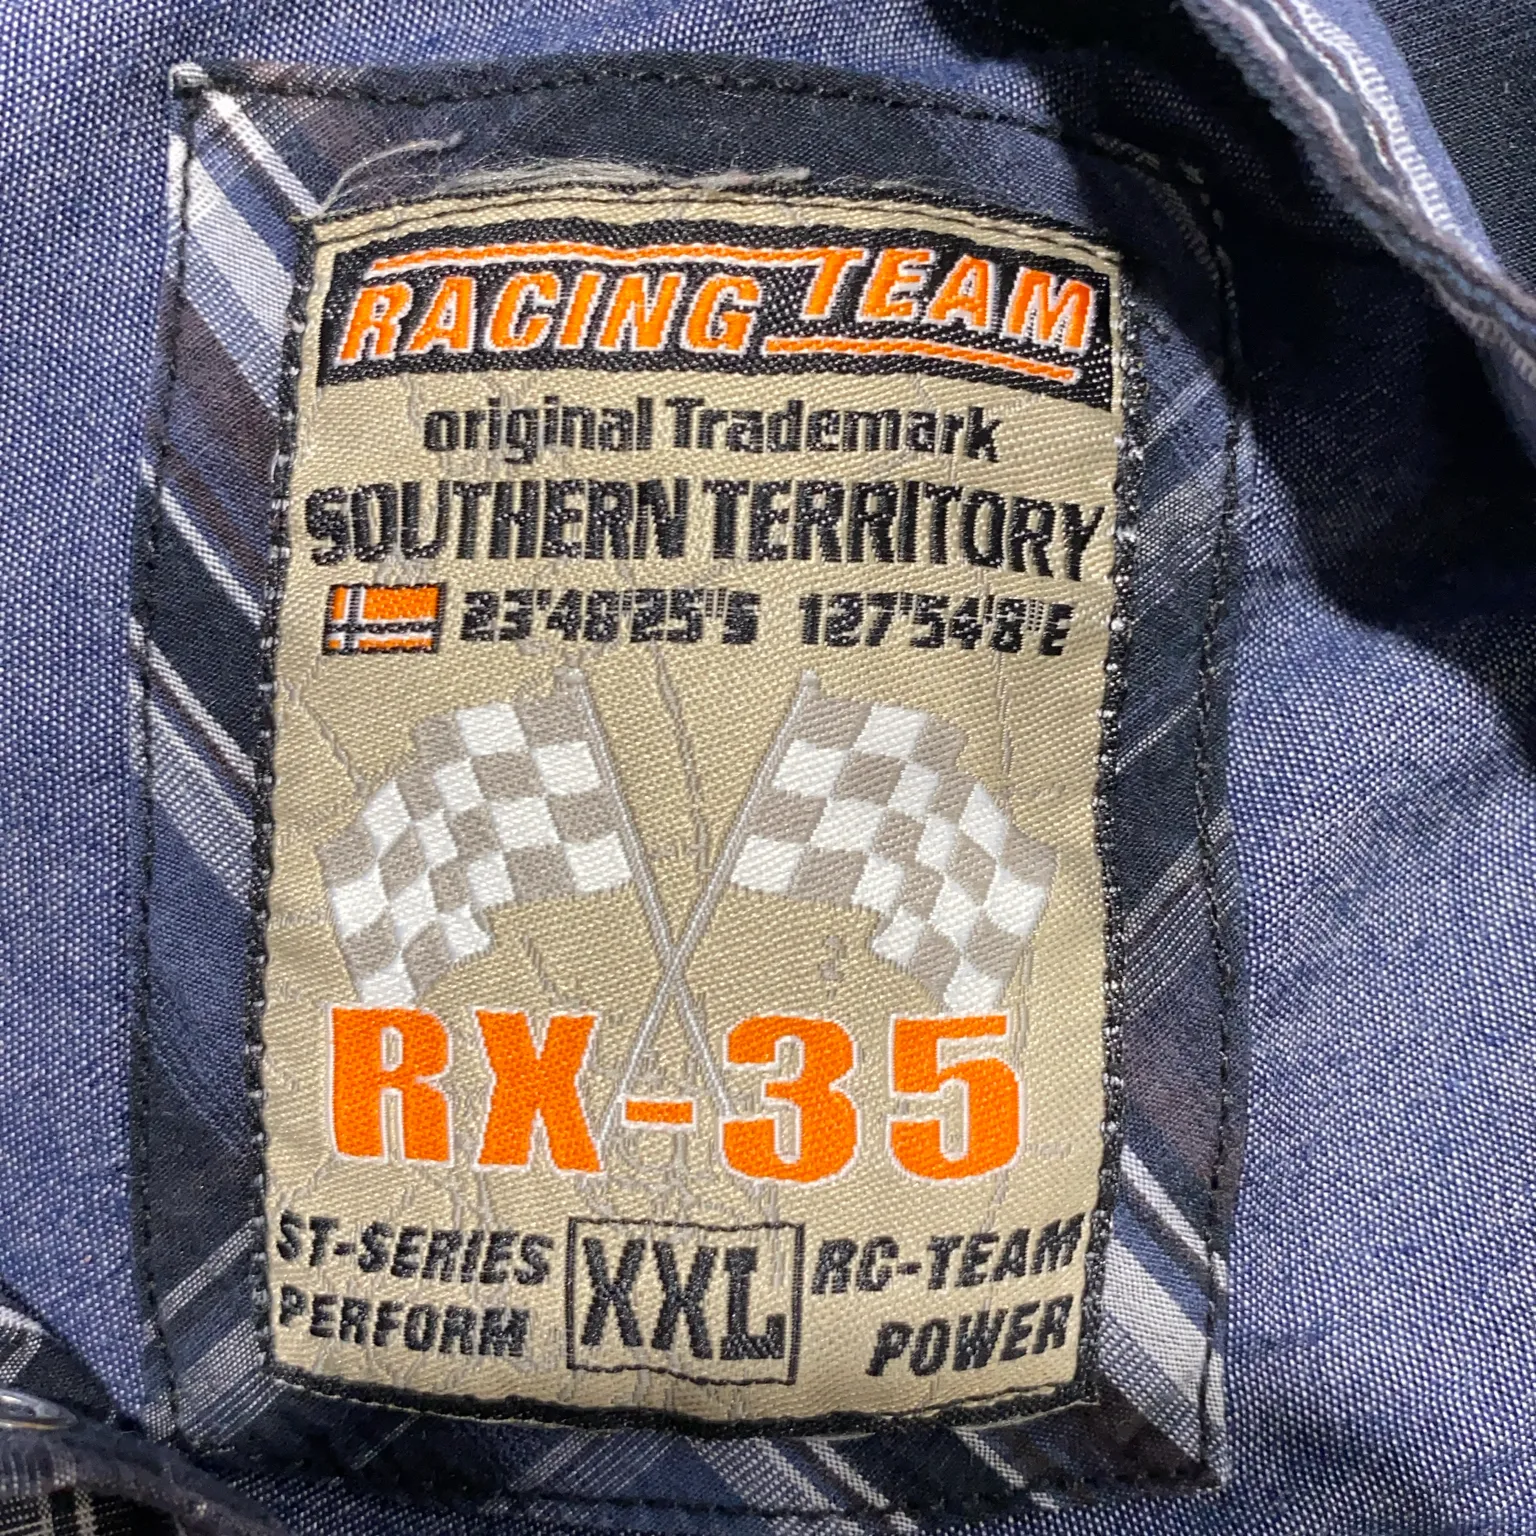 RACING TEAM
original Trademark
SOUTHERN TERRITORY
23'48'25"S 127'54'8"E
RX-35
ST-SERIES XXL RC-TEAM
PERFORM POWER